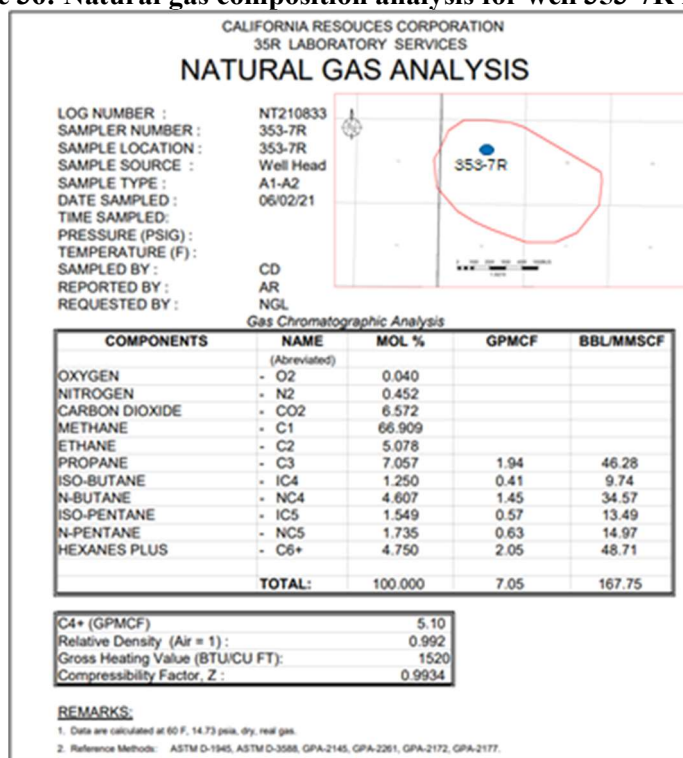 CALIFORNIA RESOUCES CORPORATION
35R LABORATORY SERVICES
NATURAL GAS ANALYSIS
LOG NUMBER : NT210833
SAMPLER NUMBER : 353-7R
SAMPLE LOCATION : 353-7R
SAMPLE SOURCE : Well Head
SAMPLE TYPE : A1-A2
DATE SAMPLED : 06/02/21
TIME SAMPLED:
PRESSURE (PSIG) :
TEMPERATURE (F) :
SAMPLED BY : CD
REPORTED BY : AR
REQUESTED BY : NGL
353-7R
Gas Chromatographic Analysis
COMPONENTS NAME MOL % GPMCF BBL/MMSCF
(Abreviated)
OXYGEN - O2 0.040
NITROGEN - N2 0.452
CARBON DIOXIDE - CO2 6.572
METHANE - C1 66.909
ETHANE - C2 5.078
PROPANE - C3 7.057 1.94 46.28
ISO-BUTANE - IC4 1.250 0.41 9.74
N-BUTANE - NC4 4.607 1.45 34.57
ISO-PENTANE - IC5 1.549 0.57 13.49
N-PENTANE - NC5 1.735 0.63 14.97
HEXANES PLUS - C6+ 4.750 2.05 48.71
TOTAL: 100.000 7.05 167.75
C4+ (GPMCF) 5.10
Relative Density (Air = 1) : 0.992
Gross Heating Value (BTU/CU FT): 1520
Compressibility Factor, Z : 0.9934
REMARKS:
1. Data are calculated at 60 F, 14.73 psia, dry, real gas.
2. Reference Methods: ASTM D-1945, ASTM D-3588, GPA-2145, GPA-2261, GPA-2172, GPA-2177.